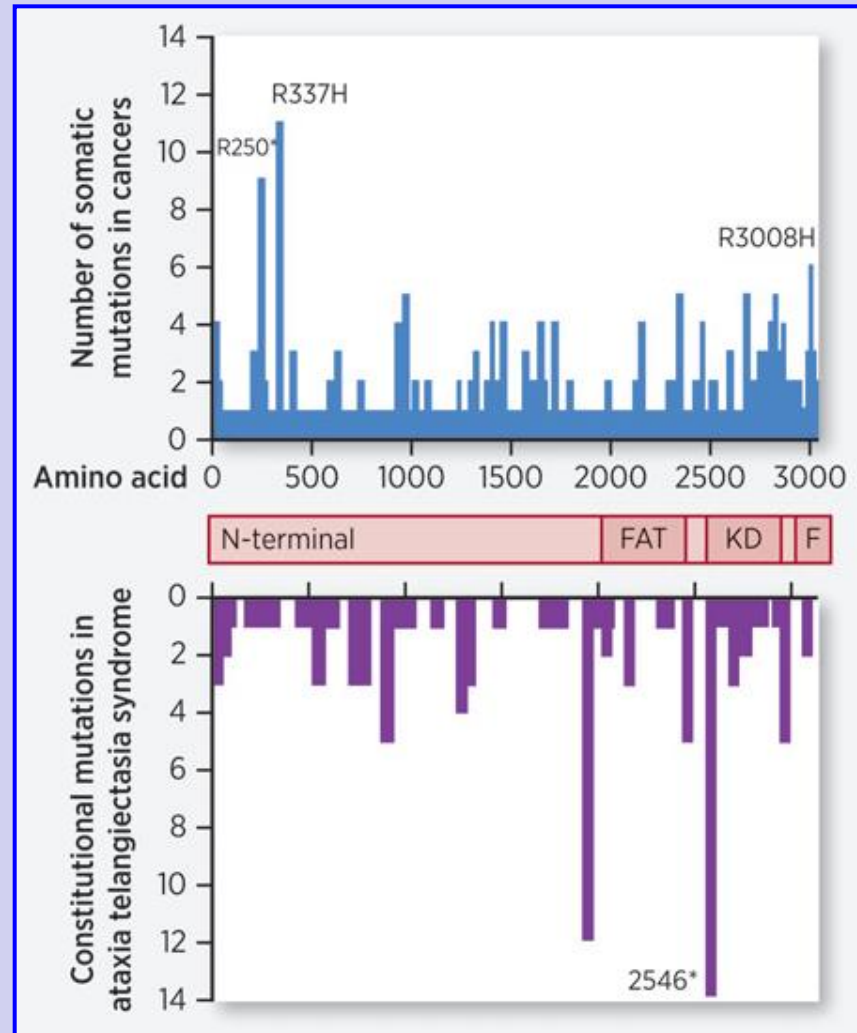 Number of somatic
mutations in cancers
14
12
10
8
6
4
2
0
R337H
R250*
R3008H
Amino acid 0 500 1000 1500 2000 2500 3000
N-terminal FAT KD F
Constitutional mutations in
ataxia telangiectasia syndrome
0
2
4
6
8
10
12
14
2546*